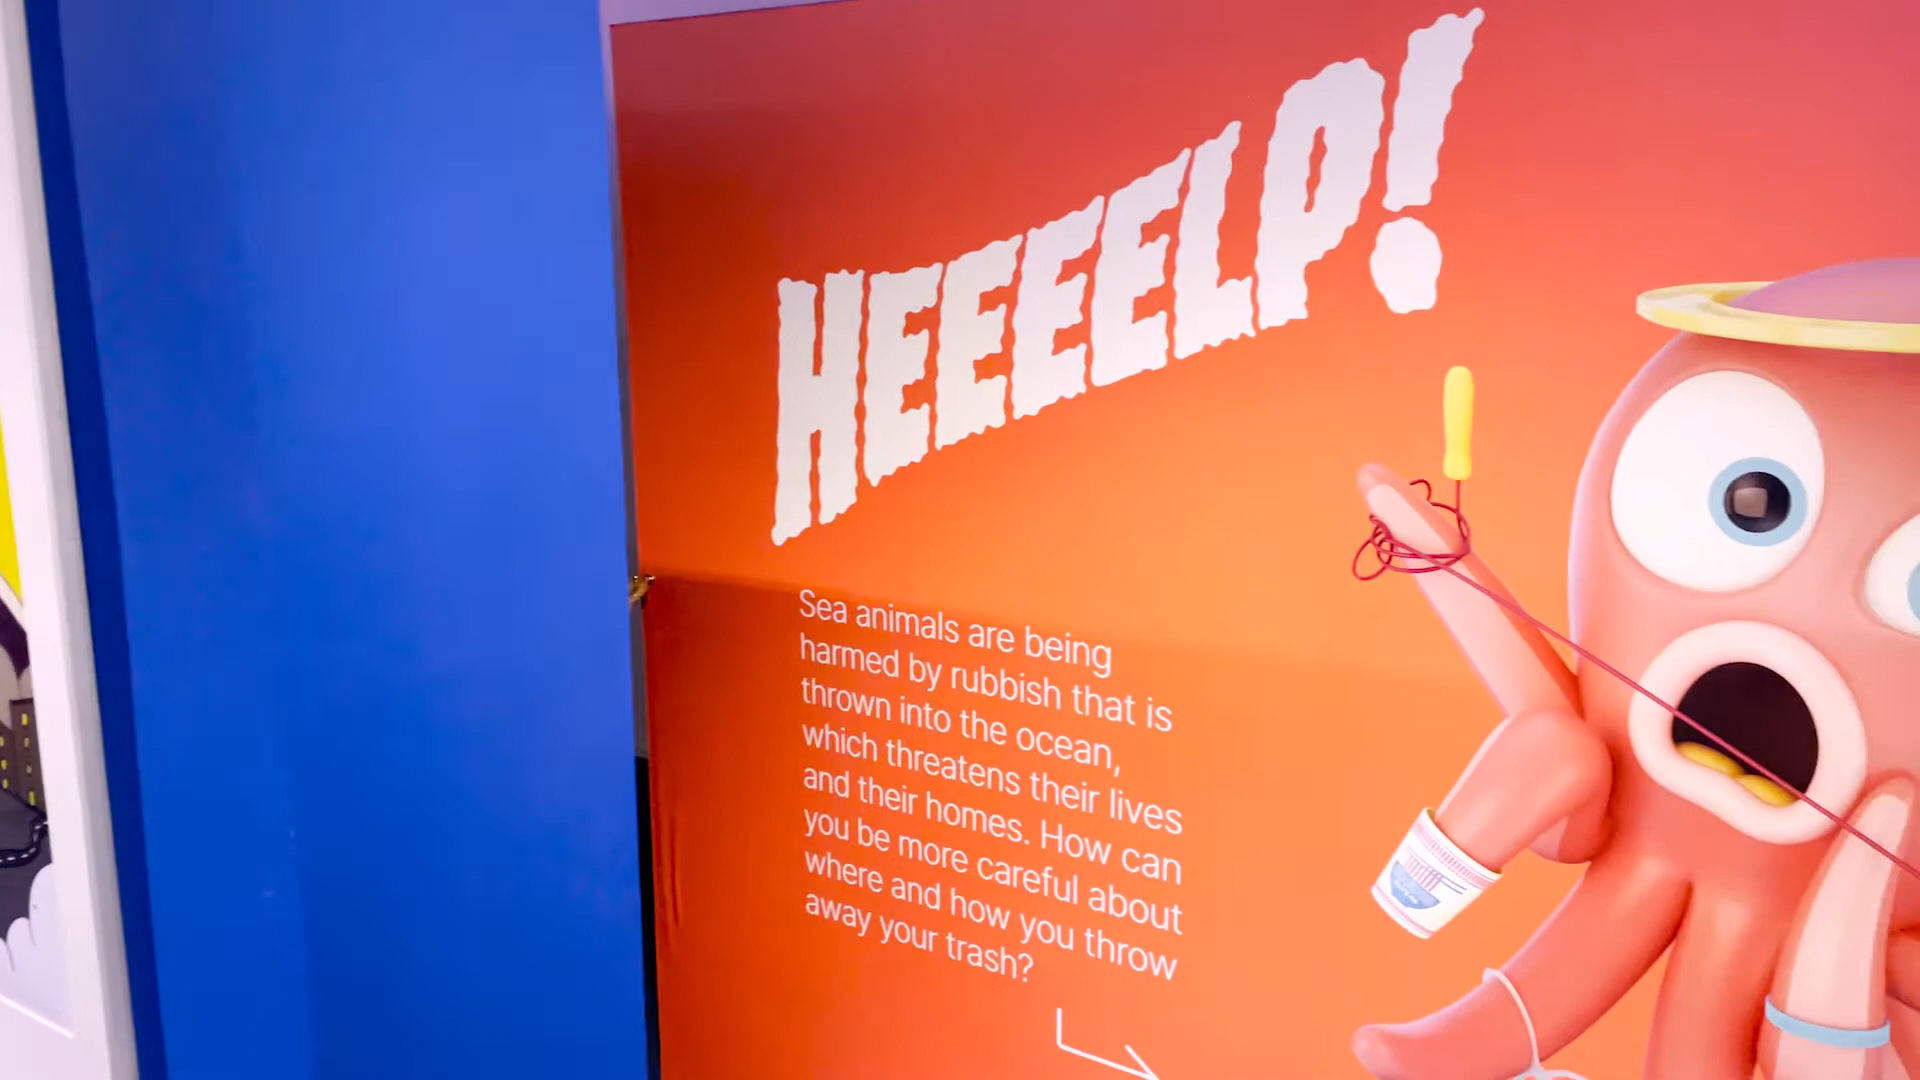 HEEEELP!
Sea animals are being
harmed by rubbish that is
thrown into the ocean,
which threatens their lives
and their homes. How can
you be more careful about
where and how you throw
away your trash?